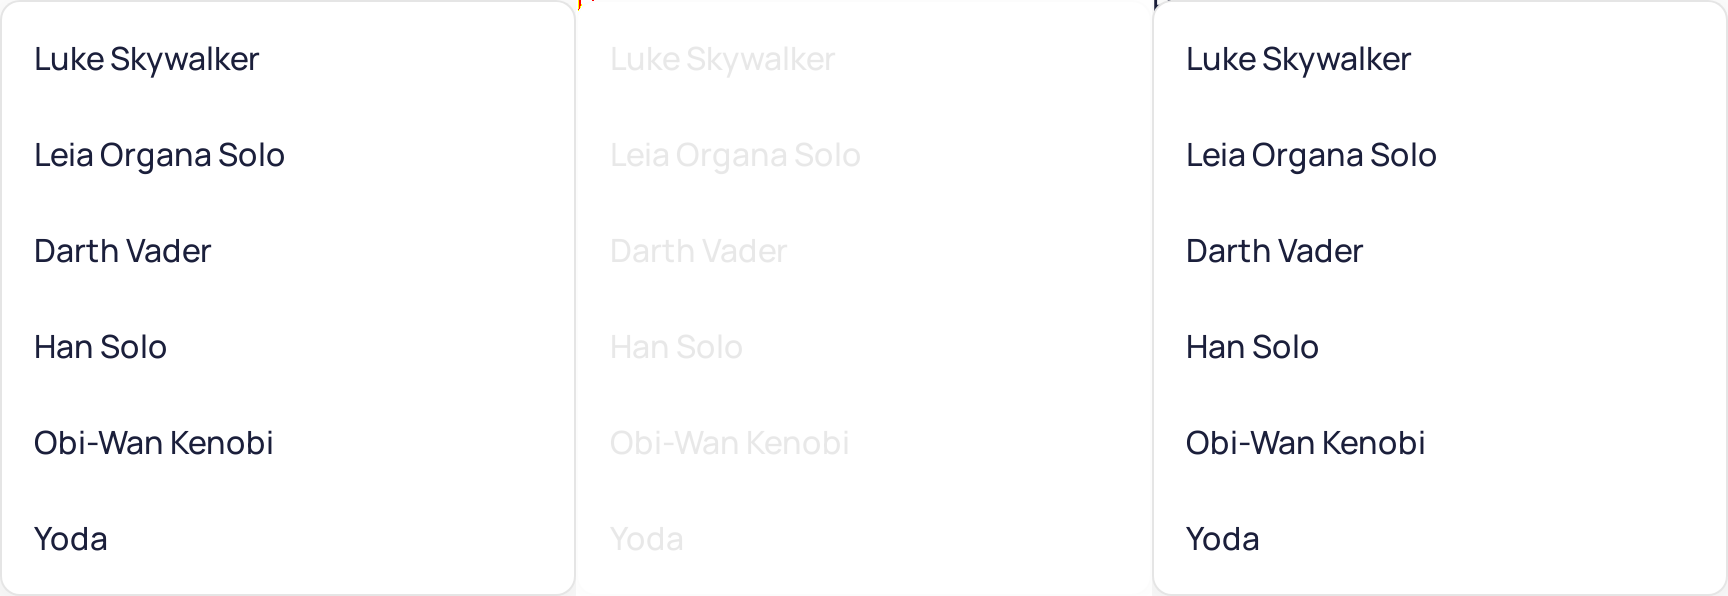 Luke Skywalker
Leia Organa Solo
Darth Vader
Han Solo
Obi-Wan Kenobi
Yoda
Luke Skywalker
Leia Organa Solo
Darth Vader
Han Solo
Obi-Wan Kenobi
Yoda
Luke Skywalker
Leia Organa Solo
Darth Vader
Han Solo
Obi-Wan Kenobi
Yoda